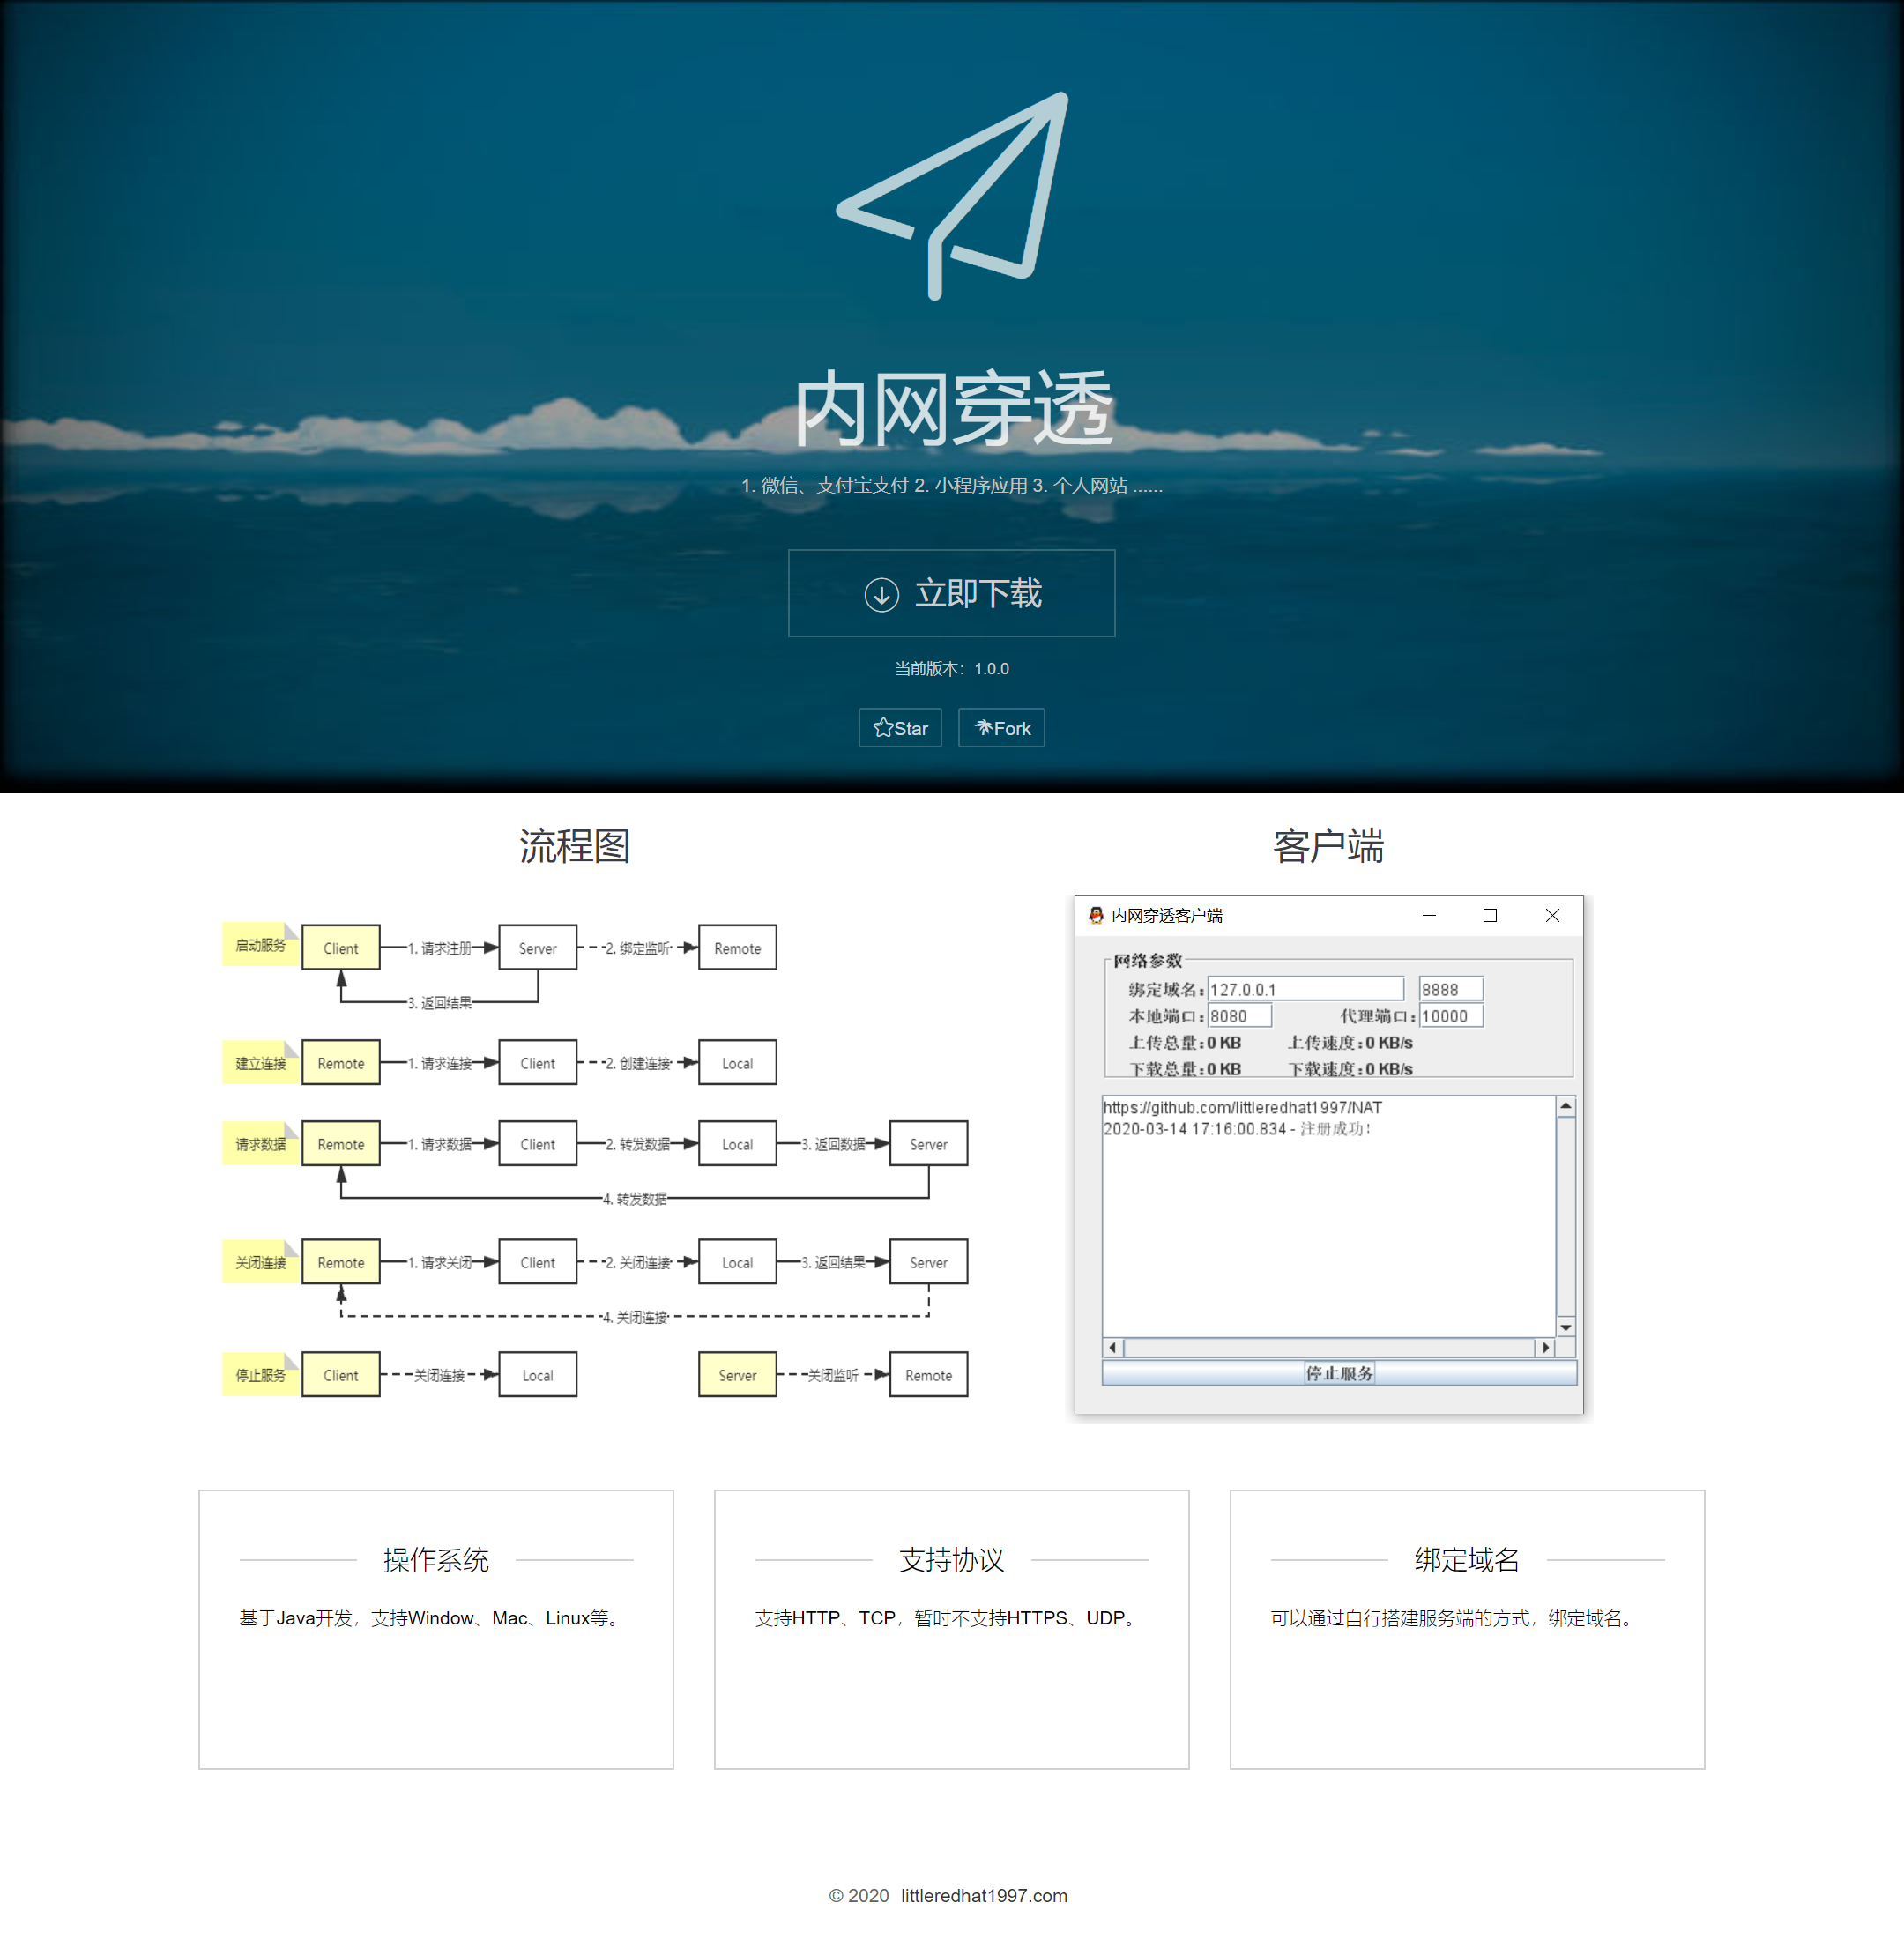 内网穿透
1. 微信、支付宝支付 2. 小程序应用 3. 个人网站 ......
立即下载
当前版本：1.0.0
Star Fork
流程图
启动服务 Client 1. 请求注册 Server 2. 绑定监听 Remote
3. 返回结果
建立连接 Remote 1. 请求连接 Client 2. 创建连接 Local
请求数据 Remote 1. 请求数据 Client 2. 转发数据 Local 3. 返回数据 Server
4. 转发数据
关闭连接 Remote 1. 请求关闭 Client 2. 关闭连接 Local 3. 返回结果 Server
4. 关闭连接
停止服务 Client 关闭连接 Local Server 关闭监听 Remote
客户端
内网穿透客户端
网络参数
绑定域名: 127.0.0.1 8888
本地端口: 8080 代理端口: 10000
上传总量: 0 KB 上传速度: 0 KB/s
下载总量: 0 KB 下载速度: 0 KB/s
https://github.com/littleredhat1997/NAT
2020-03-14 17:16:00.834 - 注册成功!
停止服务
操作系统
基于Java开发，支持Window、Mac、Linux等。
支持协议
支持HTTP、TCP，暂时不支持HTTPS、UDP。
绑定域名
可以通过自行搭建服务端的方式，绑定域名。
© 2020 littleredhat1997.com